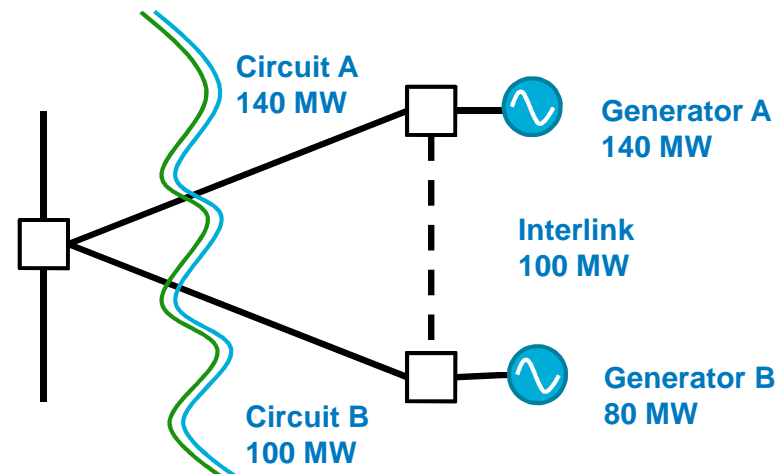 Circuit A
140 MW
Generator A
140 MW
Interlink
100 MW
Generator B
80 MW
Circuit B
100 MW